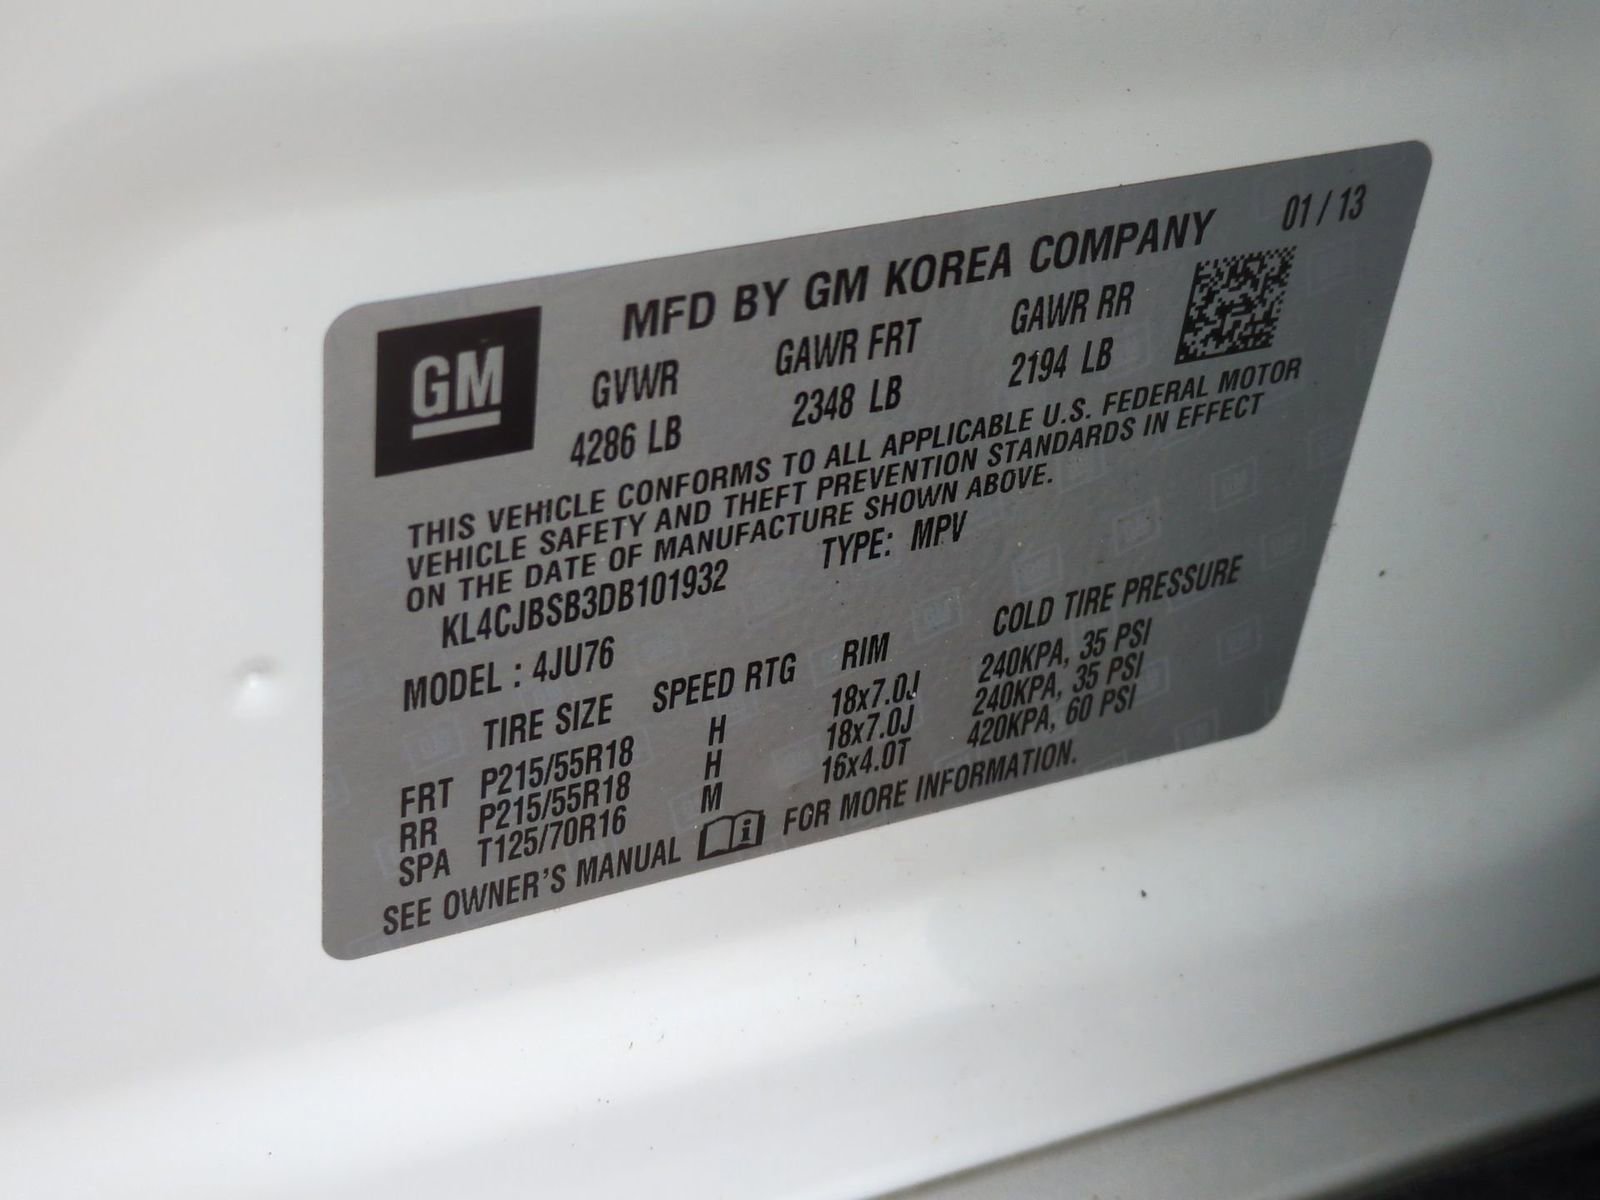 MFD BY GM KOREA COMPANY 01 / 13
GM
GVWR GAWR FRT GAWR RR
4286 LB 2348 LB 2194 LB
THIS VEHICLE CONFORMS TO ALL APPLICABLE U.S. FEDERAL MOTOR
VEHICLE SAFETY AND THEFT PREVENTION STANDARDS IN EFFECT
ON THE DATE OF MANUFACTURE SHOWN ABOVE.
KL4CJBSB3DB101932 TYPE: MPV
MODEL : 4JU76
TIRE SIZE SPEED RTG RIM COLD TIRE PRESSURE
FRT P215/55R18 H 18x7.0J 240KPA, 35 PSI
RR P215/55R18 H 18x7.0J 240KPA, 35 PSI
SPA T125/70R16 M 16x4.0T 420KPA, 60 PSI
SEE OWNER'S MANUAL FOR MORE INFORMATION.